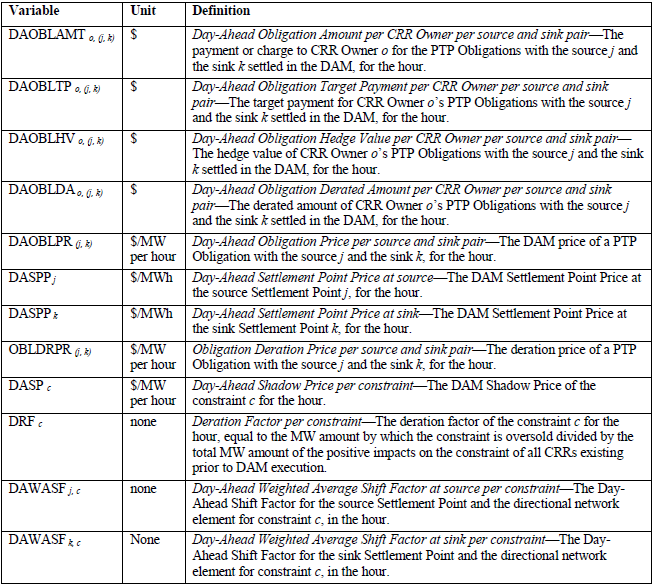 Variable Unit Definition
DAOBLAMT o, (j, k) $ Day-Ahead Obligation Amount per CRR Owner per source and sink pair—The
payment or charge to CRR Owner o for the PTP Obligations with the source j and
the sink k settled in the DAM, for the hour.
DAOBLTP o, (j, k) $ Day-Ahead Obligation Target Payment per CRR Owner per source and sink
pair—The target payment for CRR Owner o's PTP Obligations with the source j
and the sink k settled in the DAM, for the hour.
DAOBLHV o, (j, k) $ Day-Ahead Obligation Hedge Value per CRR Owner per source and sink pair—
The hedge value of CRR Owner o's PTP Obligations with the source j and the sink
k settled in the DAM, for the hour.
DAOBLDA o, (j, k) $ Day-Ahead Obligation Derated Amount per CRR Owner per source and sink
pair—The derated amount of CRR Owner o's PTP Obligations with the source j
and the sink k settled in the DAM, for the hour.
DAOBLPR (j, k) $/MW Day-Ahead Obligation Price per source and sink pair—The DAM price of a PTP
per hour Obligation with the source j and the sink k, for the hour.
DASPP j $/MWh Day-Ahead Settlement Point Price at source—The DAM Settlement Point Price at
the source Settlement Point j, for the hour.
DASPP k $/MWh Day-Ahead Settlement Point Price at sink—The DAM Settlement Point Price at
the sink Settlement Point k, for the hour.
OBLDRPR (j, k) $/MW Obligation Deration Price per source and sink pair—The deration price of a PTP
per hour Obligation with the source j and the sink k, for the hour.
DASP c $/MW Day-Ahead Shadow Price per constraint—The DAM Shadow Price of the
per hour constraint c for the hour.
DRF c none Deration Factor per constraint—The deration factor of the constraint c for the
hour, equal to the MW amount by which the constraint is oversold divided by the
total MW amount of the positive impacts on the constraint of all CRRs existing
prior to DAM execution.
DAWASF j, c none Day-Ahead Weighted Average Shift Factor at source per constraint—The Day-
Ahead Shift Factor for the source Settlement Point and the directional network
element for constraint c, in the hour.
DAWASF k, c None Day-Ahead Weighted Average Shift Factor at sink per constraint—The Day-
Ahead Shift Factor for the sink Settlement Point and the directional network
element for constraint c, in the hour.